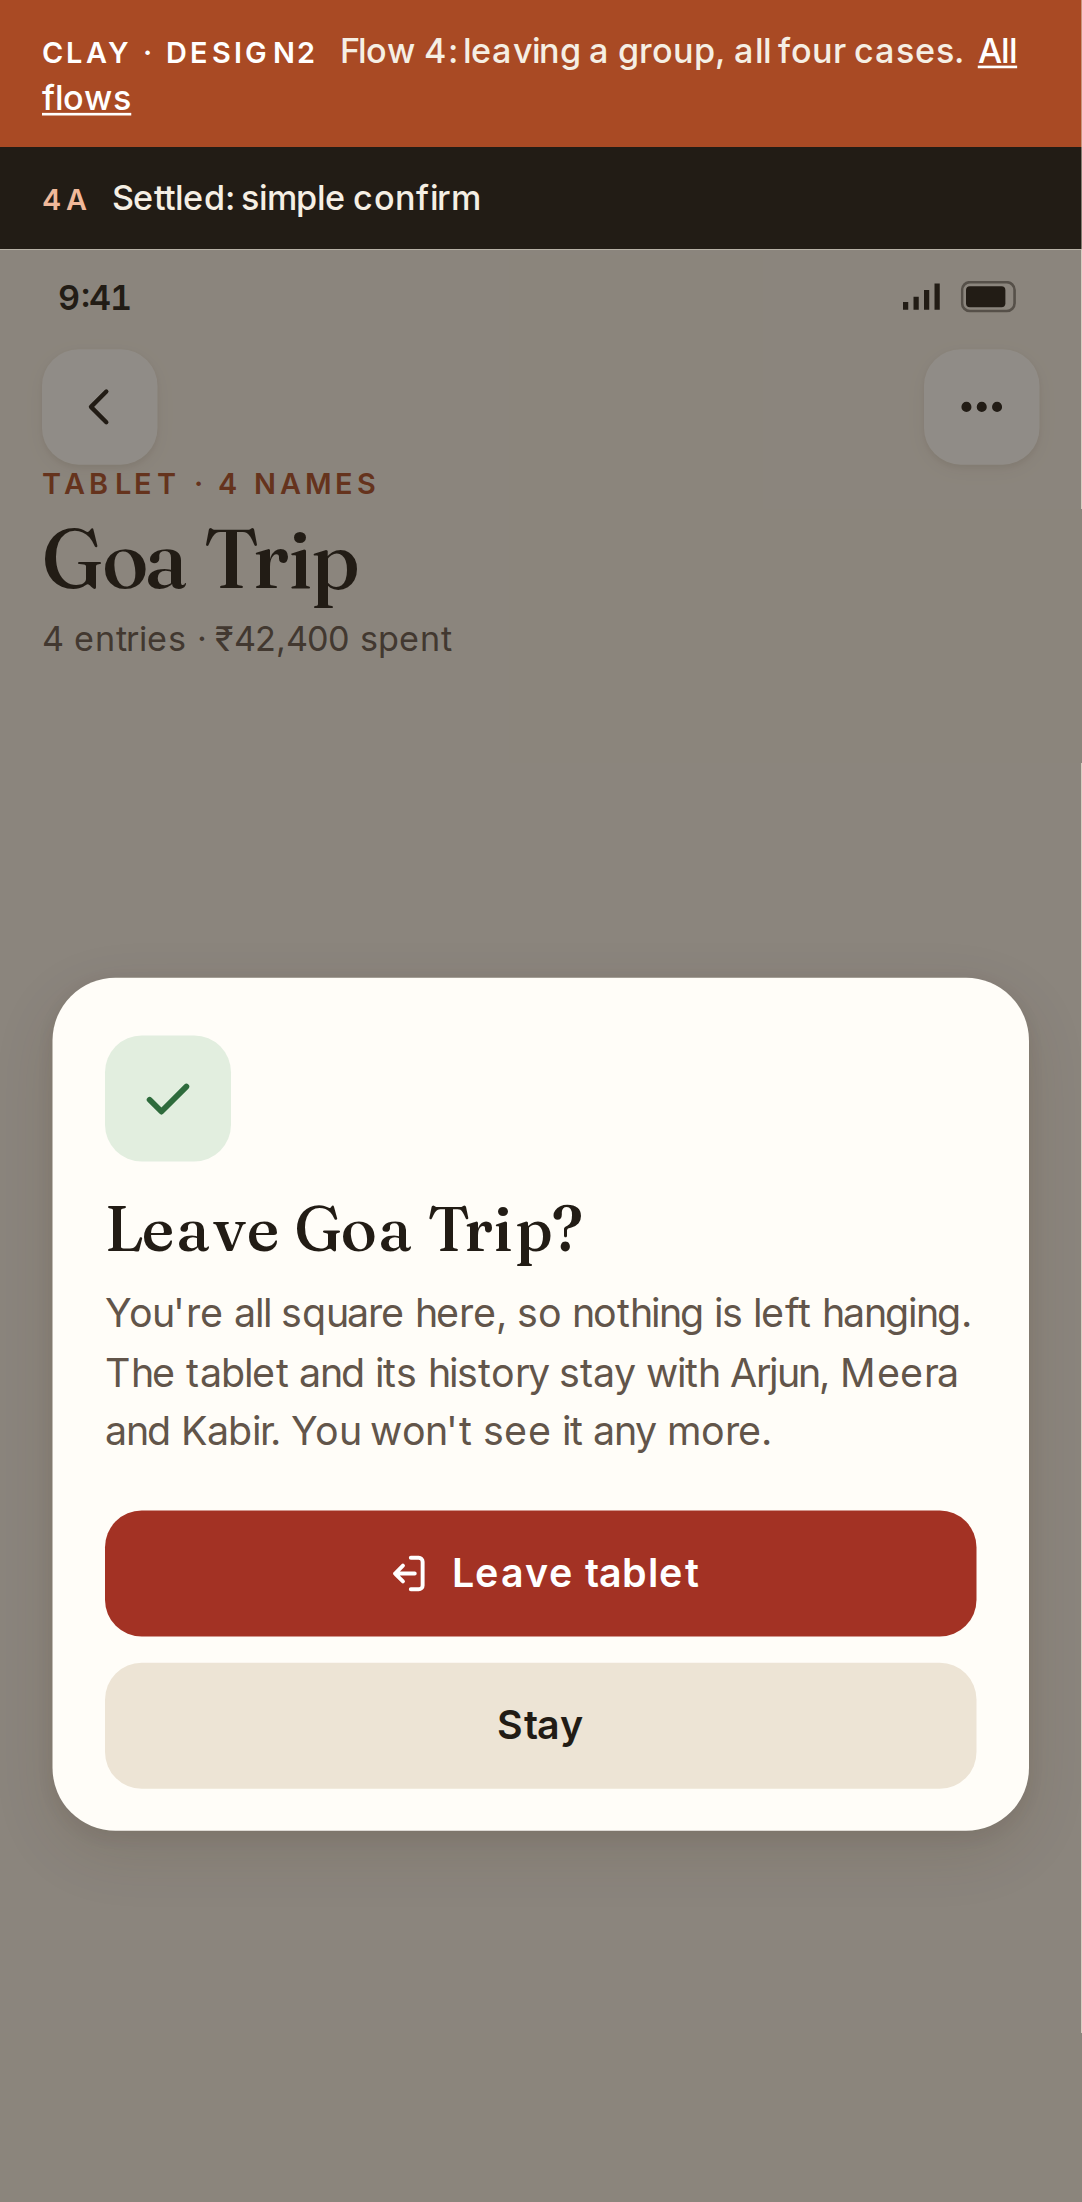 CLAY · DESIGN2 Flow 4: leaving a group, all four cases. All
flows
4A Settled: simple confirm
9:41
TABLET · 4 NAMES
Goa Trip
4 entries · ₹42,400 spent
Leave Goa Trip?
You're all square here, so nothing is left hanging.
The tablet and its history stay with Arjun, Meera
and Kabir. You won't see it any more.
Leave tablet
Stay